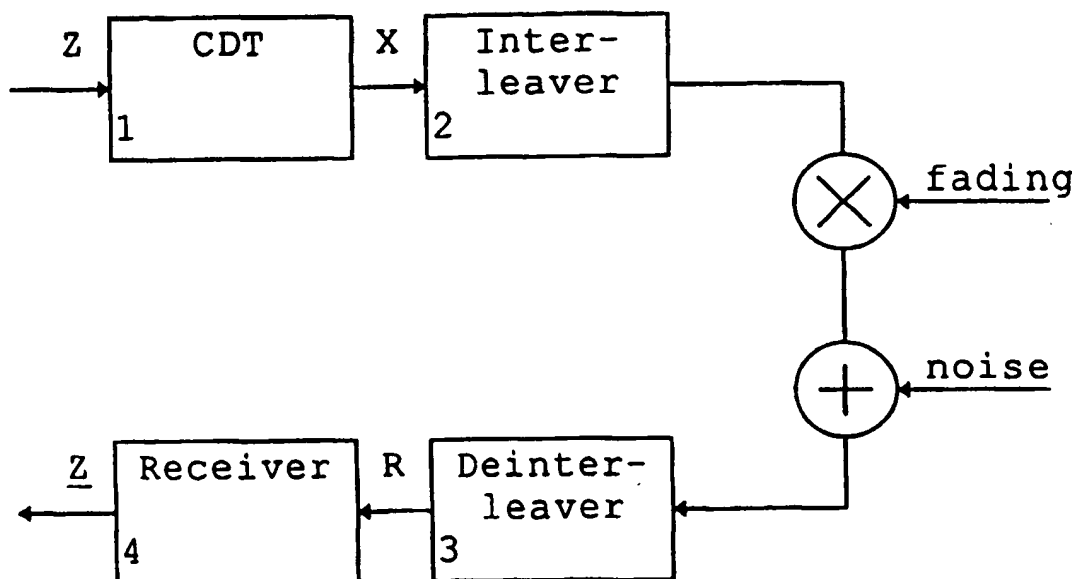 Z
CDT
1
X
Inter-
leaver
2
fading
noise
Z
Receiver
4
R
Deinter-
leaver
3